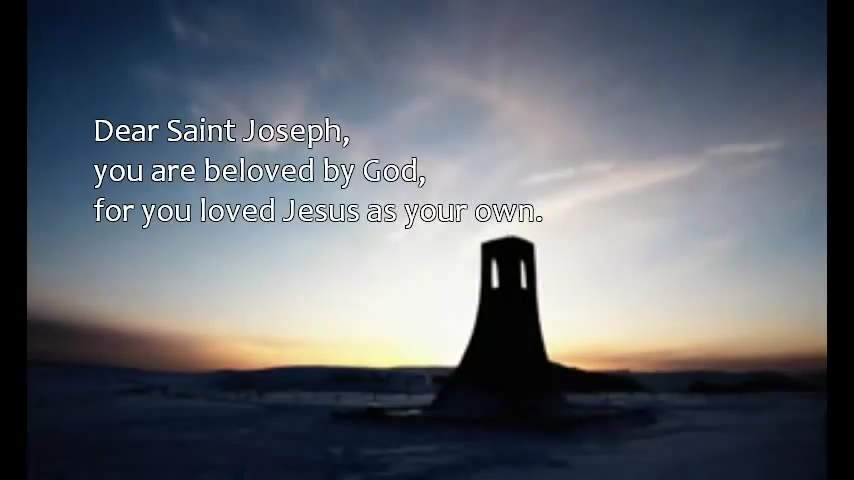 Dear Saint Joseph,
you are beloved by God,
for you loved Jesus as your own.